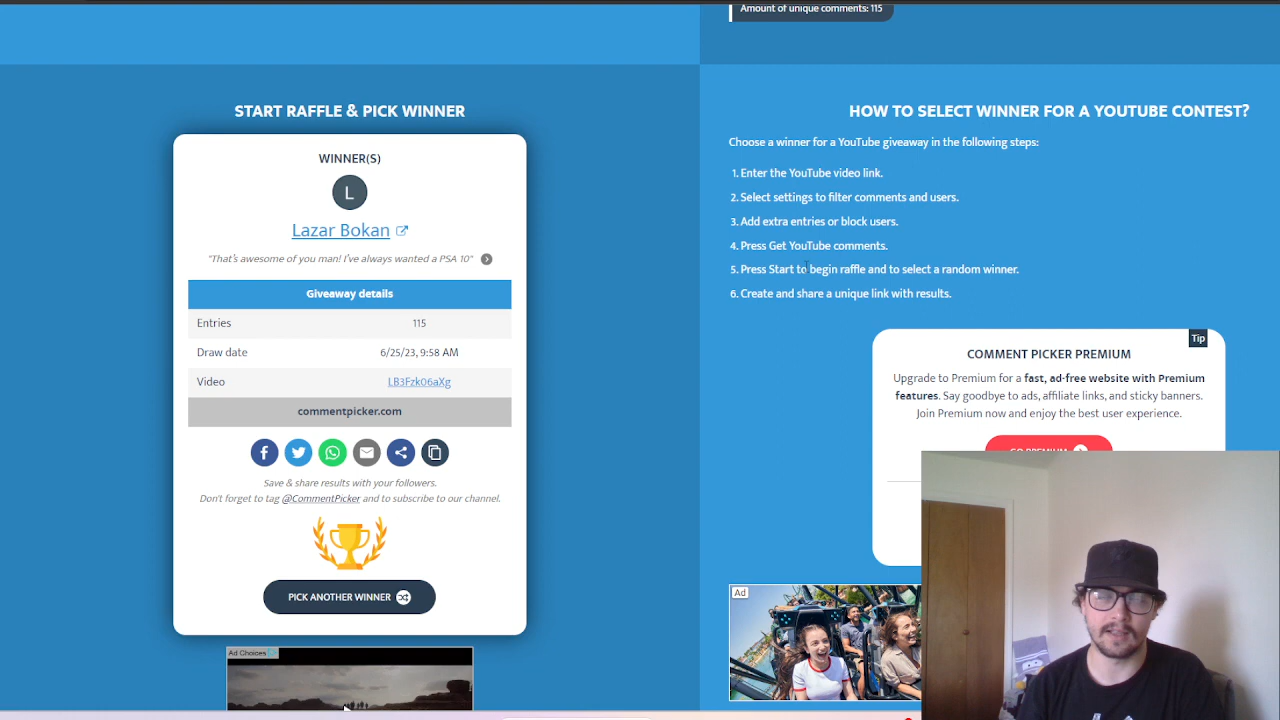 Amount of unique comments: 115
START RAFFLE & PICK WINNER
WINNER(S)
L
Lazar Bokan
"That's awesome of you man! I've always wanted a PSA 10"
Giveaway details
Entries 115
Draw date 6/25/23, 9:58 AM
Video LB3Fzk06aXg
commentpicker.com
Save & share results with your followers.
Don't forget to tag @CommentPicker and to subscribe to our channel.
PICK ANOTHER WINNER
Ad Choices
HOW TO SELECT WINNER FOR A YOUTUBE CONTEST?
Choose a winner for a YouTube giveaway in the following steps:
1. Enter the YouTube video link.
2. Select settings to filter comments and users.
3. Add extra entries or block users.
4. Press Get YouTube comments.
5. Press Start to begin raffle and to select a random winner.
6. Create and share a unique link with results.
Tip
COMMENT PICKER PREMIUM
Upgrade to Premium for a fast, ad-free website with Premium
features. Say goodbye to ads, affiliate links, and sticky banners.
Join Premium now and enjoy the best user experience.
GO PREMIUM
Ad